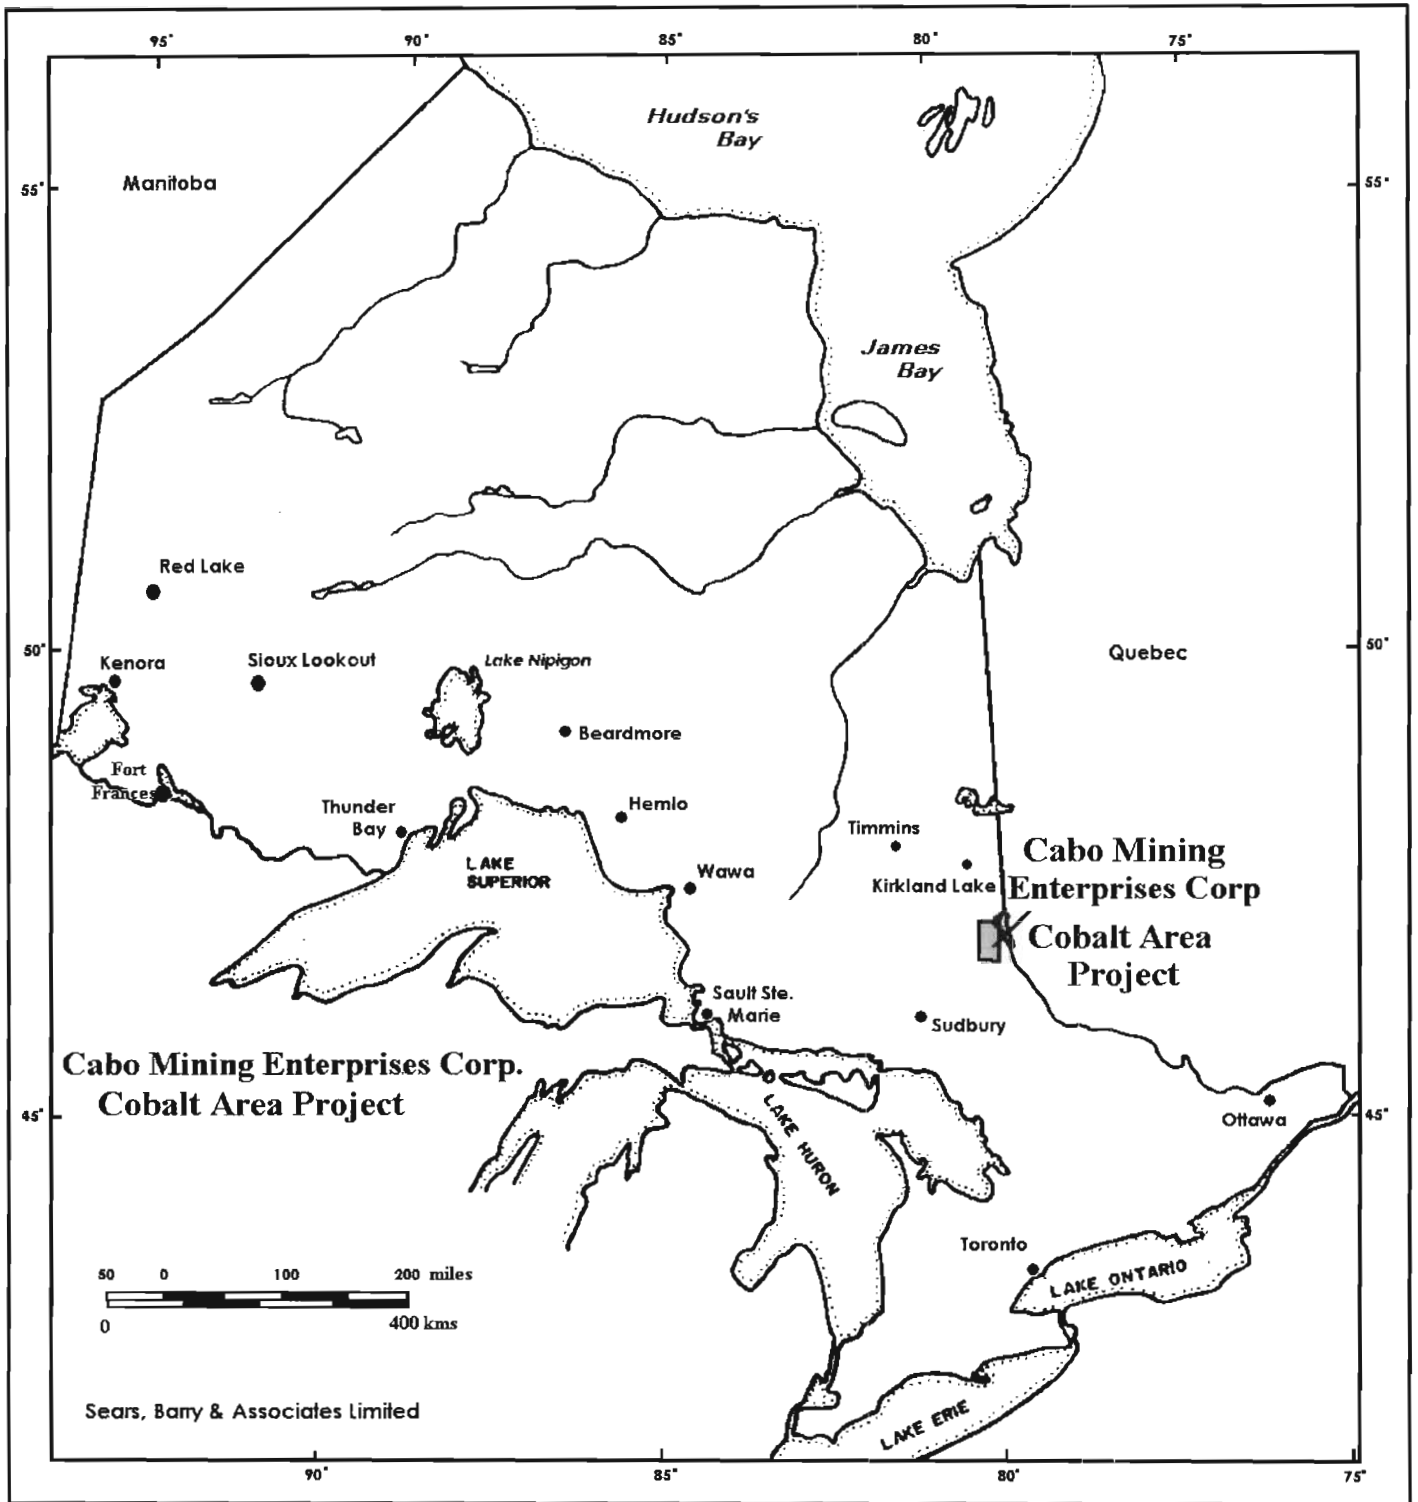 95°
90°
85°
80°
75°
Hudson's
Bay
Manitoba
55°
55°
James
Bay
Red Lake
50°
50°
Kenora
Sioux Lookout
Lake Nipigon
Quebec
Beardmore
Fort
Frances
Thunder
Bay
Hemlo
Timmins
LAKE
SUPERIOR
Wawa
Kirkland Lake
Cabo Mining
Enterprises Corp
Cobalt Area
Project
Sault Ste.
Marie
Sudbury
Cabo Mining Enterprises Corp.
Cobalt Area Project
45°
45°
LAKE HURON
Ottawa
Toronto
LAKE ONTARIO
50 0 100 200 miles
0 400 kms
Sears, Barry & Associates Limited
LAKE ERIE
90°
85°
80°
75°